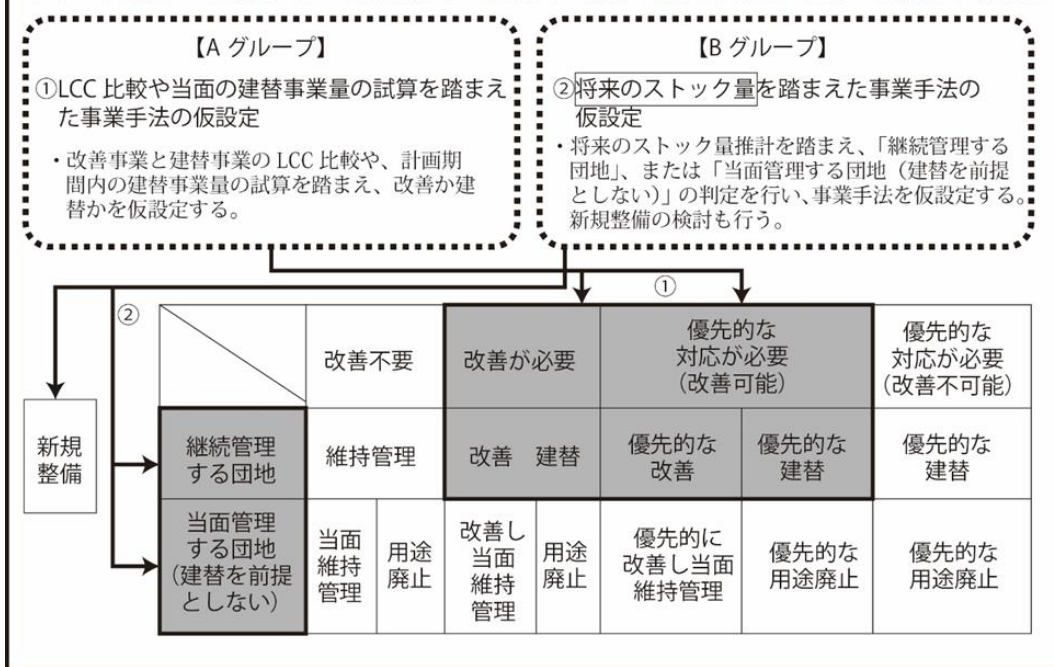 【A グループ】
①LCC 比較や当面の建替事業量の試算を踏まえ
た事業手法の仮設定
・改善事業と建替事業の LCC 比較や、計画期
間内の建替事業量の試算を踏まえ、改善か建
替かを仮設定する。
【B グループ】
②将来のストック量を踏まえた事業手法の
仮設定
・将来のストック量推計を踏まえ、「継続管理する
団地」、または「当面管理する団地（建替を前提
としない）」の判定を行い、事業手法を仮設定する。
新規整備の検討も行う。
①
②
改善不要
改善が必要
優先的な
対応が必要
（改善可能）
優先的な
対応が必要
（改善不可能）
新規
整備
継続管理
する団地
維持管理
改善 建替
優先的な
改善
優先的な
建替
優先的な
建替
当面管理
する団地
（建替を前提
としない）
当面
維持
管理
用途
廃止
改善し
当面
維持
管理
用途
廃止
優先的に
改善し当面
維持管理
優先的な
用途廃止
優先的な
用途廃止